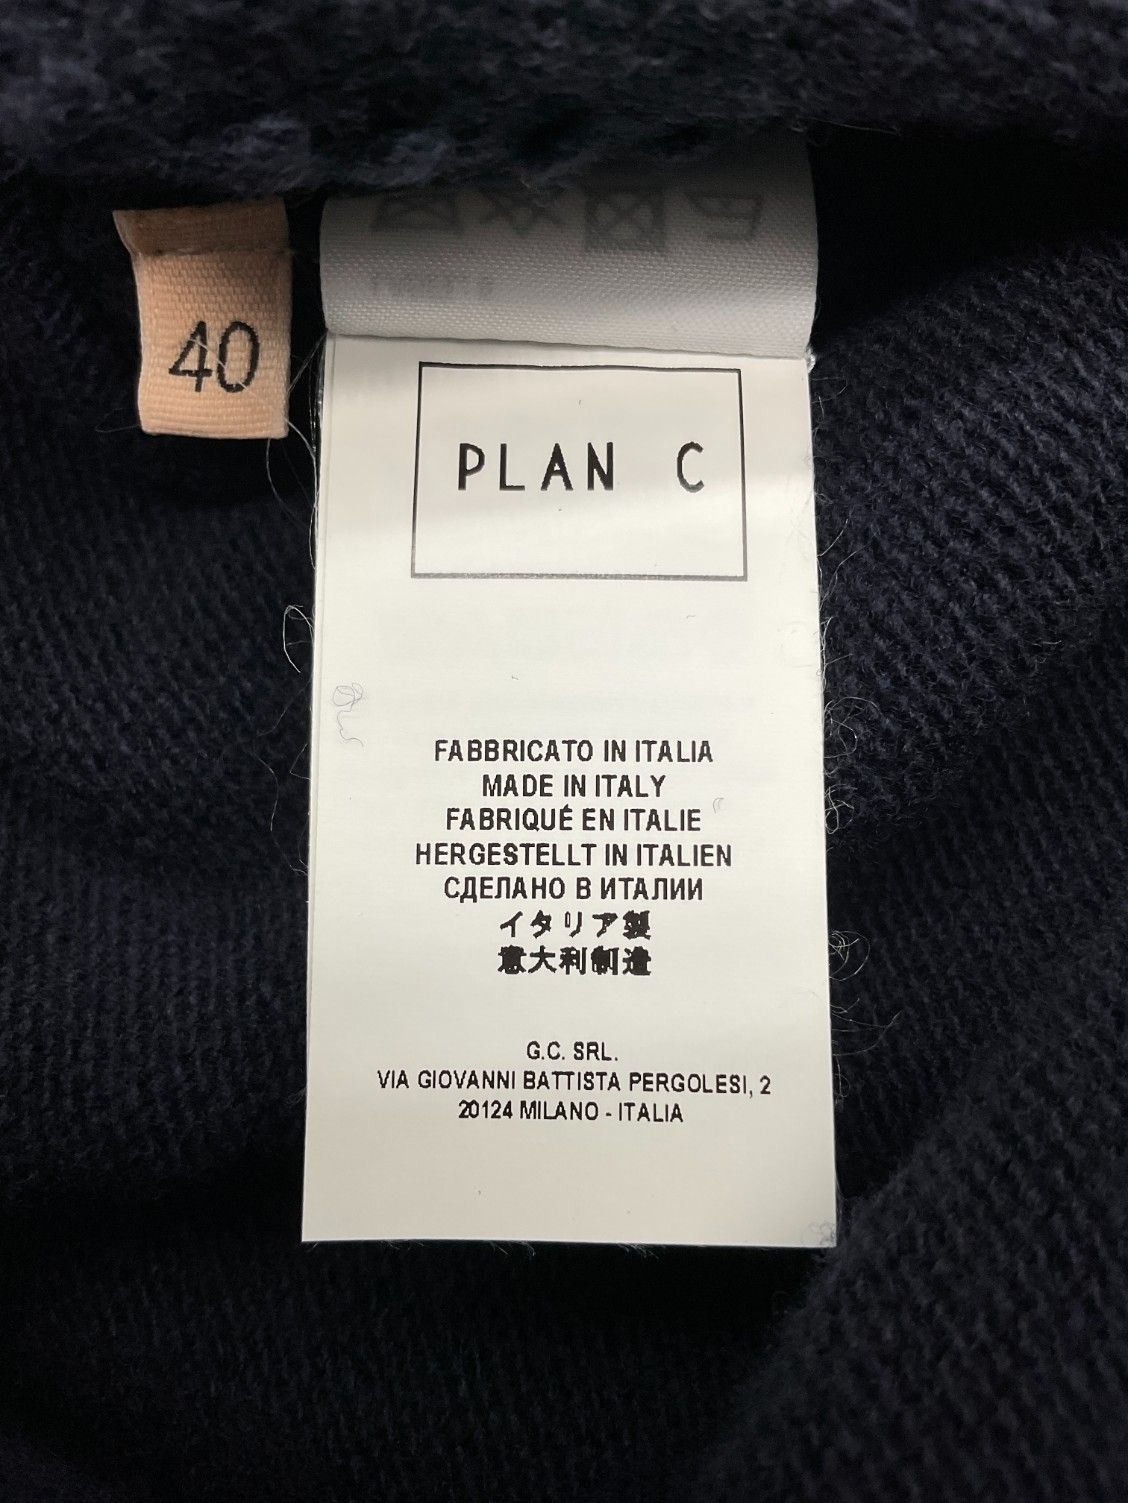 40
PLAN C
FABBRICATO IN ITALIA
MADE IN ITALY
FABRIQUÉ EN ITALIE
HERGESTELLT IN ITALIEN
СДЕЛАНО В ИТАЛИИ
イタリア製
意大利制造
G.C. SRL.
VIA GIOVANNI BATTISTA PERGOLESI, 2
20124 MILANO - ITALIA